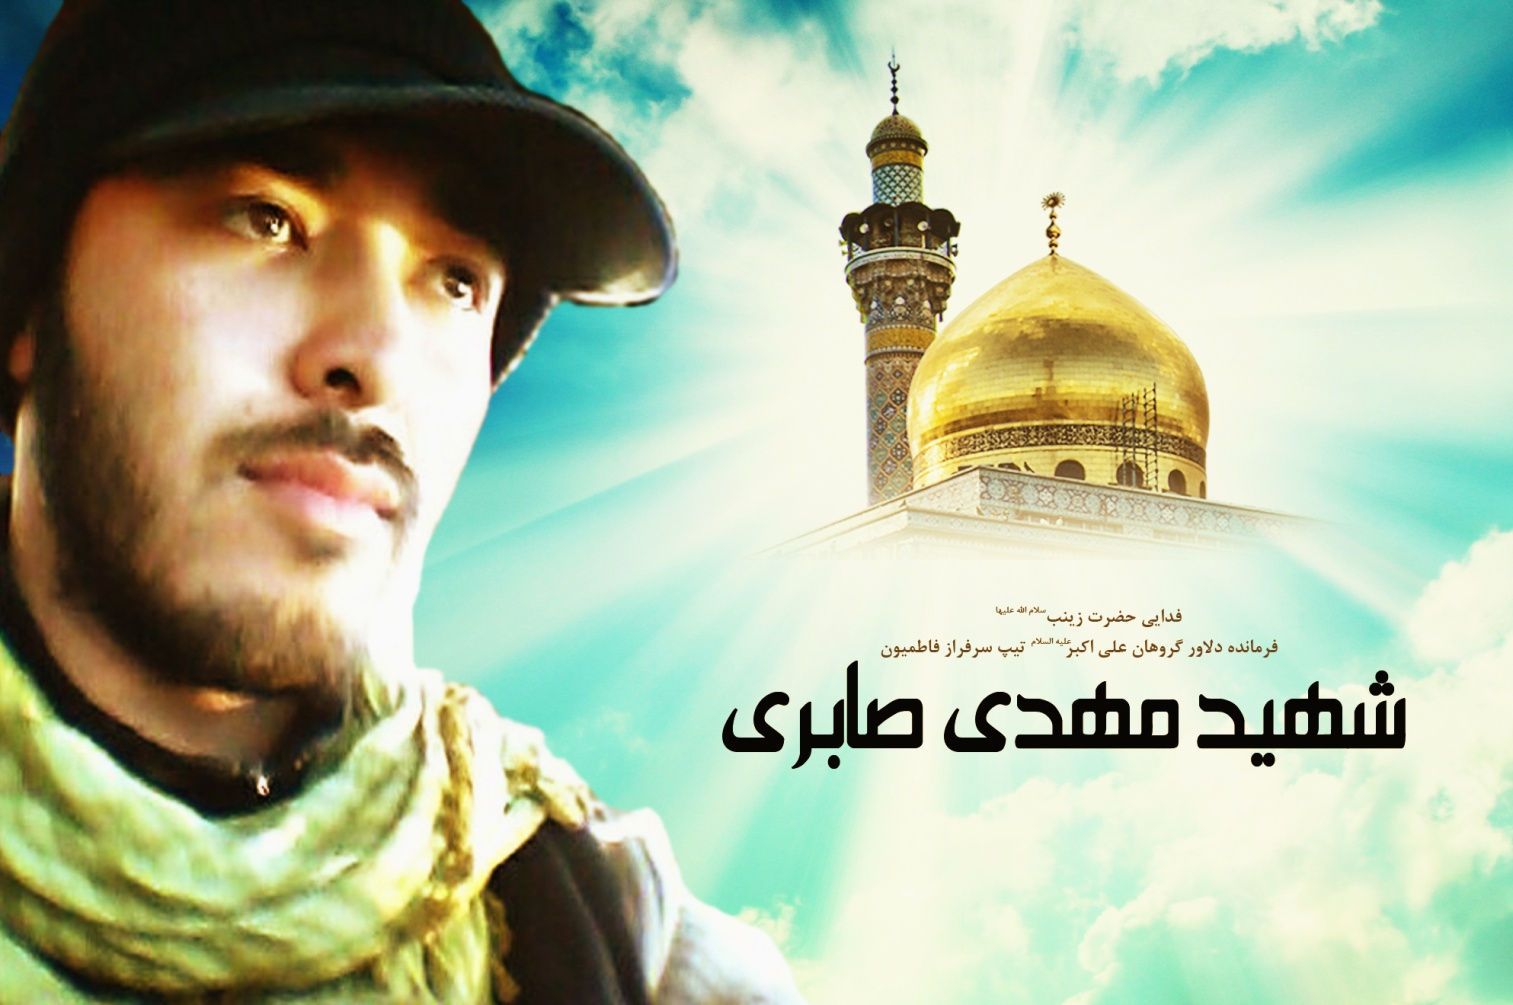 فدایی حضرت زینب سلام الله علیها
فرمانده دلاور گروهان علی اکبر علیه السلام تیپ سرفراز فاطمیون
شهید مهدی صابری